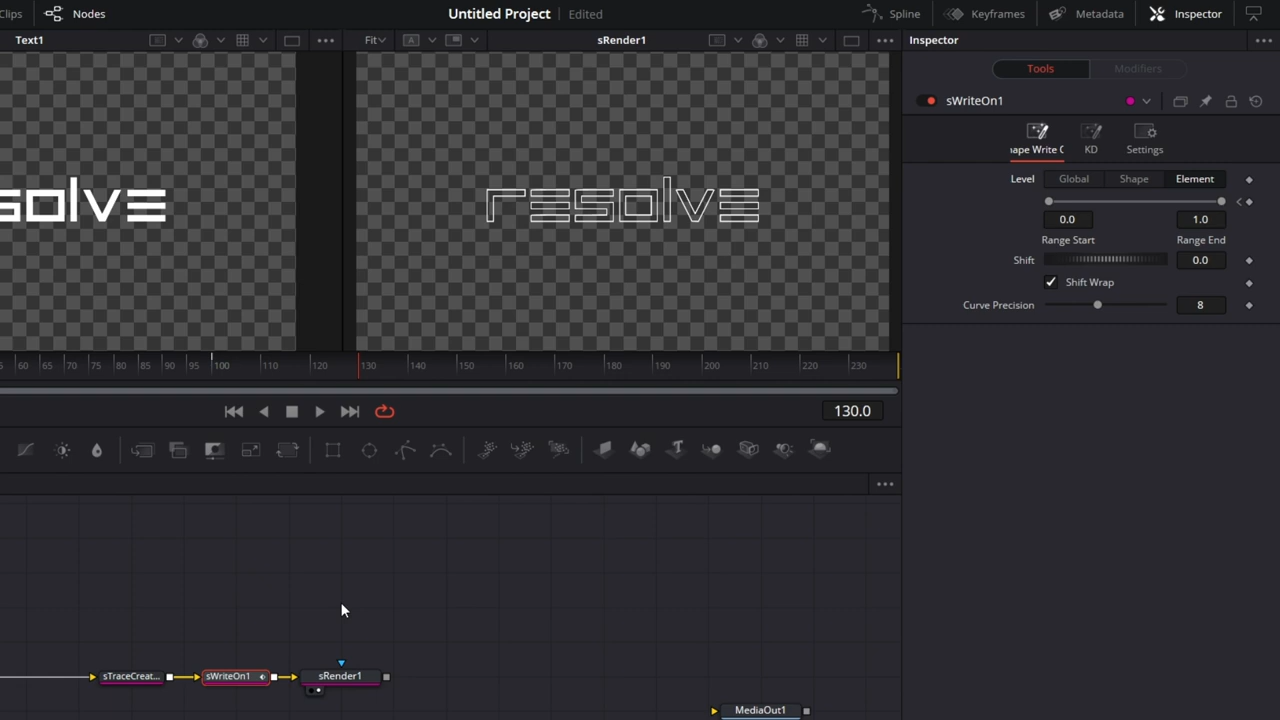 Clips
Nodes
Untitled Project
Edited
Spline
Keyframes
Metadata
Inspector
Text1
Fit
sRender1
Inspector
Tools
Modifiers
sWriteOn1
hape Write
KD
Settings
Level
Global
Shape
Element
0.0
1.0
Range Start
Range End
Shift
0.0
Shift Wrap
Curve Precision
8
solve
resolve
60
65
70
75
80
85
90
95
100
110
120
130
140
150
160
170
180
190
200
210
220
230
130.0
sTraceCreat...
sWriteOn1
sRender1
MediaOut1